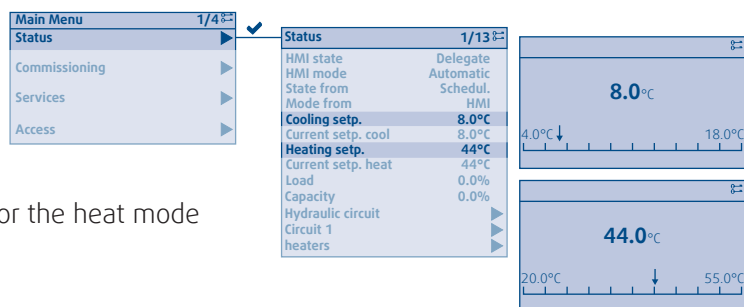 Main Menu 1/4
Status
Commissioning
Services
Access
Status 1/13
HMI state Delegate
HMI mode Automatic
State from Schedul.
Mode from HMI
Cooling setp. 8.0°C
Current setp. cool 8.0°C
Heating setp. 44°C
Current setp. heat 44°C
Load 0.0%
Capacity 0.0%
Hydraulic circuit
Circuit 1
heaters
8.0°C
4.0°C 18.0°C
44.0°C
20.0°C 55.0°C
or the heat mode